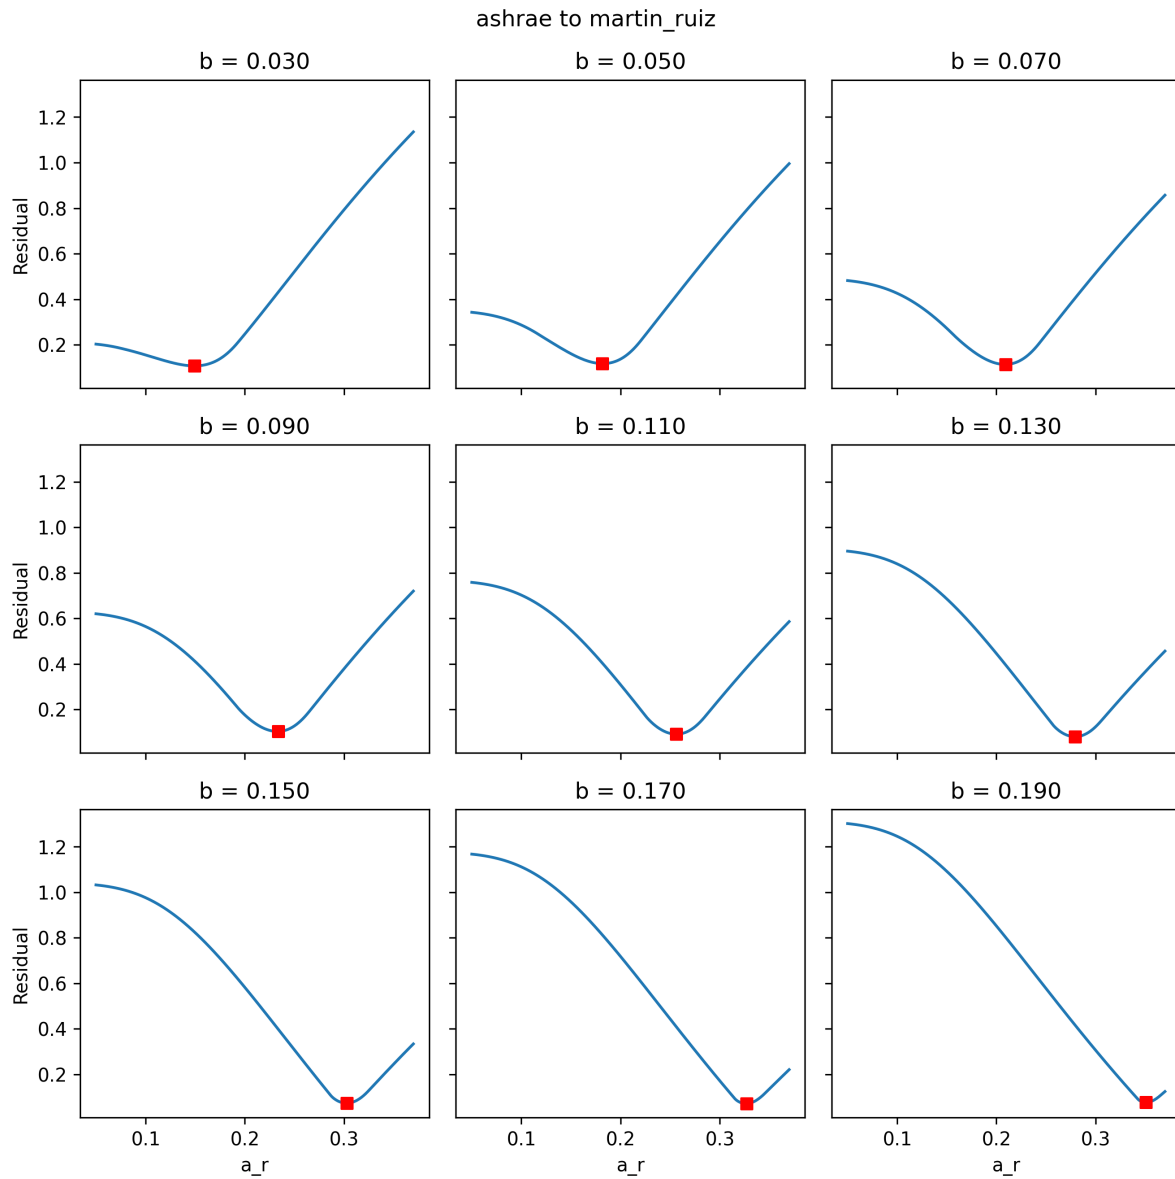 ashrae to martin_ruiz
b = 0.030
b = 0.050
b = 0.070
1.2
1.0
0.8
0.6
0.4
0.2
Residual
b = 0.090
b = 0.110
b = 0.130
1.2
1.0
0.8
0.6
0.4
0.2
Residual
b = 0.150
b = 0.170
b = 0.190
1.2
1.0
0.8
0.6
0.4
0.2
Residual
0.1 0.2 0.3
0.1 0.2 0.3
0.1 0.2 0.3
a_r
a_r
a_r